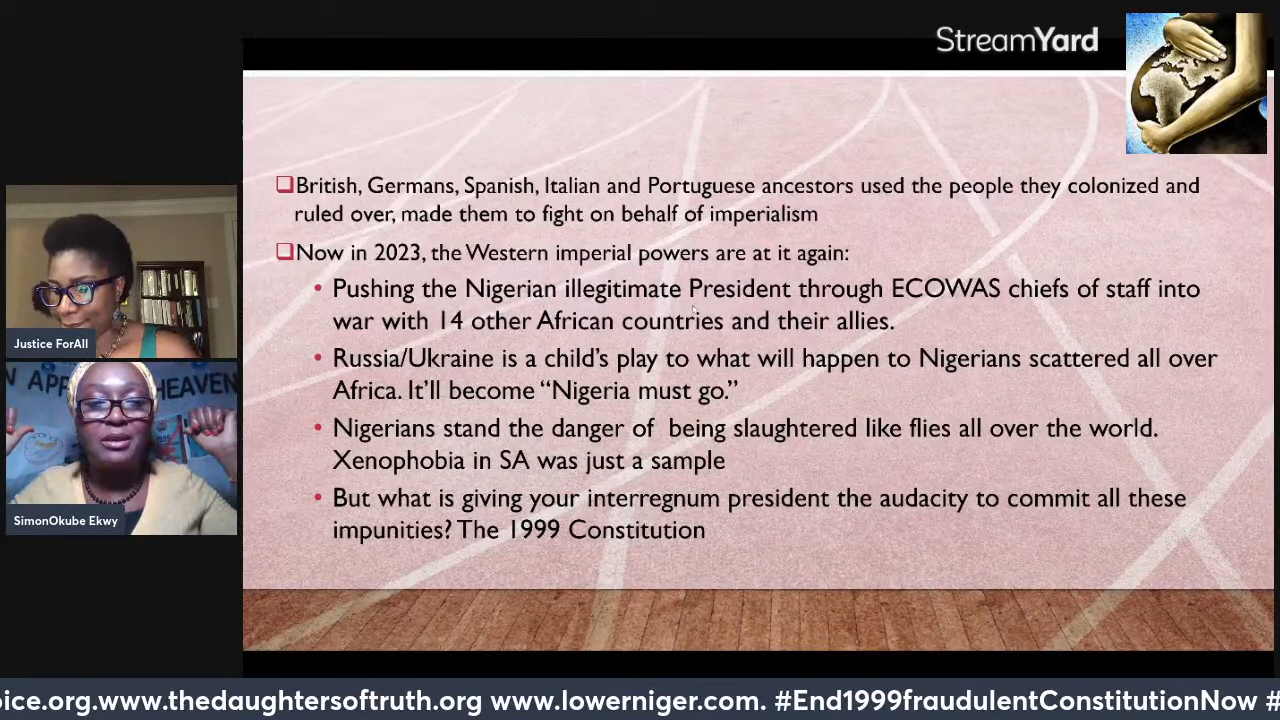 StreamYard
British, Germans, Spanish, Italian and Portuguese ancestors used the people they colonized and
ruled over, made them to fight on behalf of imperialism
Now in 2023, the Western imperial powers are at it again:
Pushing the Nigerian illegitimate President through ECOWAS chiefs of staff into
war with 14 other African countries and their allies.
Russia/Ukraine is a child's play to what will happen to Nigerians scattered all over
Africa. It'll become “Nigeria must go.”
Nigerians stand the danger of being slaughtered like flies all over the world.
Xenophobia in SA was just a sample
But what is giving your interregnum president the audacity to commit all these
impunities? The 1999 Constitution
Justice ForAll
N APP HEAVEN
SimonOkube Ekwy
oice.org.www.thedaughtersoftruth.org www.lowerniger.com. #End1999fraudulentConstitutionNow #